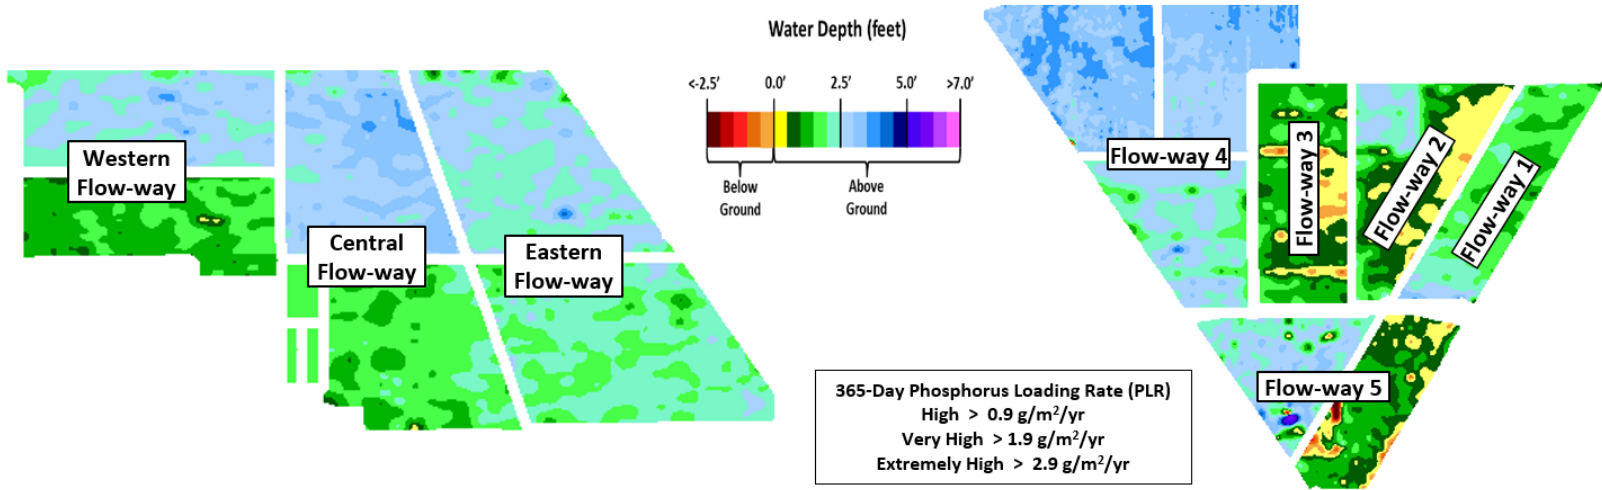 Water Depth (feet)
<-2.5' 0.0' 2.5' 5.0' >7.0'
Below
Ground
Above
Ground
Western
Flow-way
Central
Flow-way
Eastern
Flow-way
Flow-way 4
Flow-way 3
Flow-way 2
Flow-way 1
Flow-way 5
365-Day Phosphorus Loading Rate (PLR)
High > 0.9 g/m²/yr
Very High > 1.9 g/m²/yr
Extremely High > 2.9 g/m²/yr